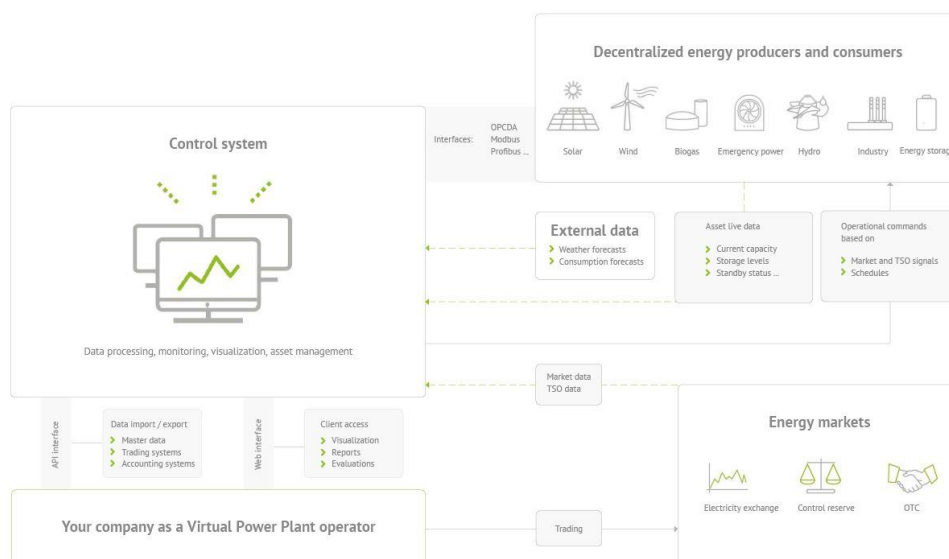 Decentralized energy producers and consumers
Solar
Wind
Biogas
Emergency power
Hydro
Industry
Energy storag
Interfaces:
OPCDA
Modbus
Profibus ...
Control system
Data processing, monitoring, visualization, asset management
External data
Weather forecasts
Consumption forecasts
Asset live data
Current capacity
Storage levels
Standby status ...
Operational commands
based on
Market and TSO signals
Schedules
Market data
TSO data
API interface
Data import / export
Master data
Trading systems
Accounting systems
Web interface
Client access
Visualization
Reports
Evaluations
Energy markets
Electricity exchange
Control reserve
OTC
Your company as a Virtual Power Plant operator
Trading